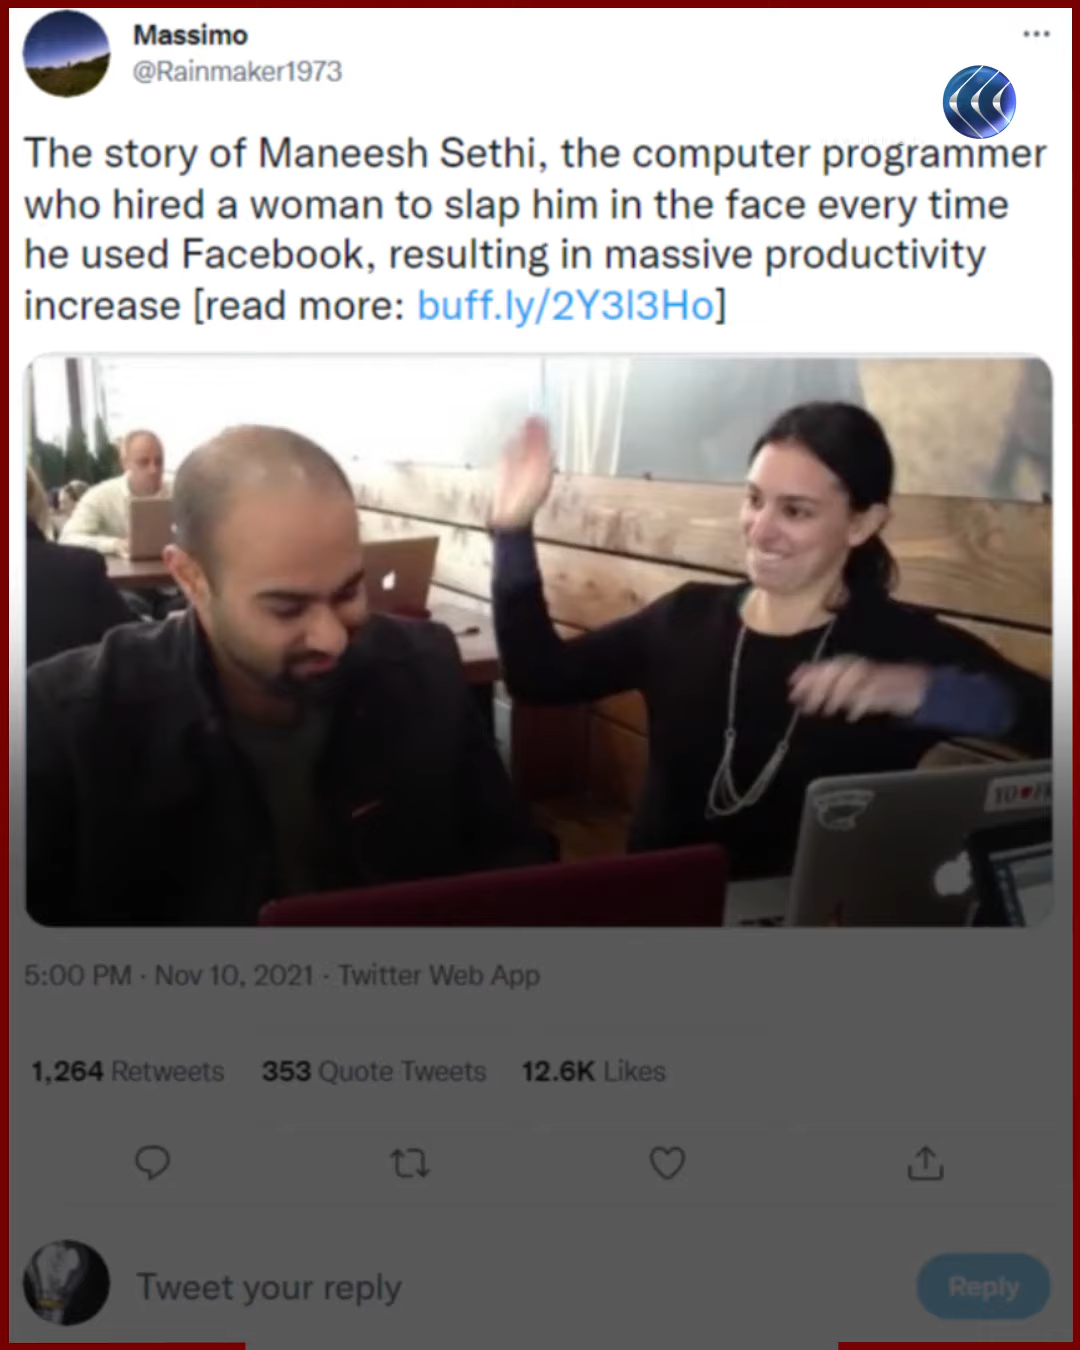 Massimo
@Rainmaker1973
The story of Maneesh Sethi, the computer programmer
who hired a woman to slap him in the face every time
he used Facebook, resulting in massive productivity
increase [read more: buff.ly/2Y3l3Ho]
5:00 PM · Nov 10, 2021 · Twitter Web App
1,264 Retweets 353 Quote Tweets 12.6K Likes
Tweet your reply
Reply